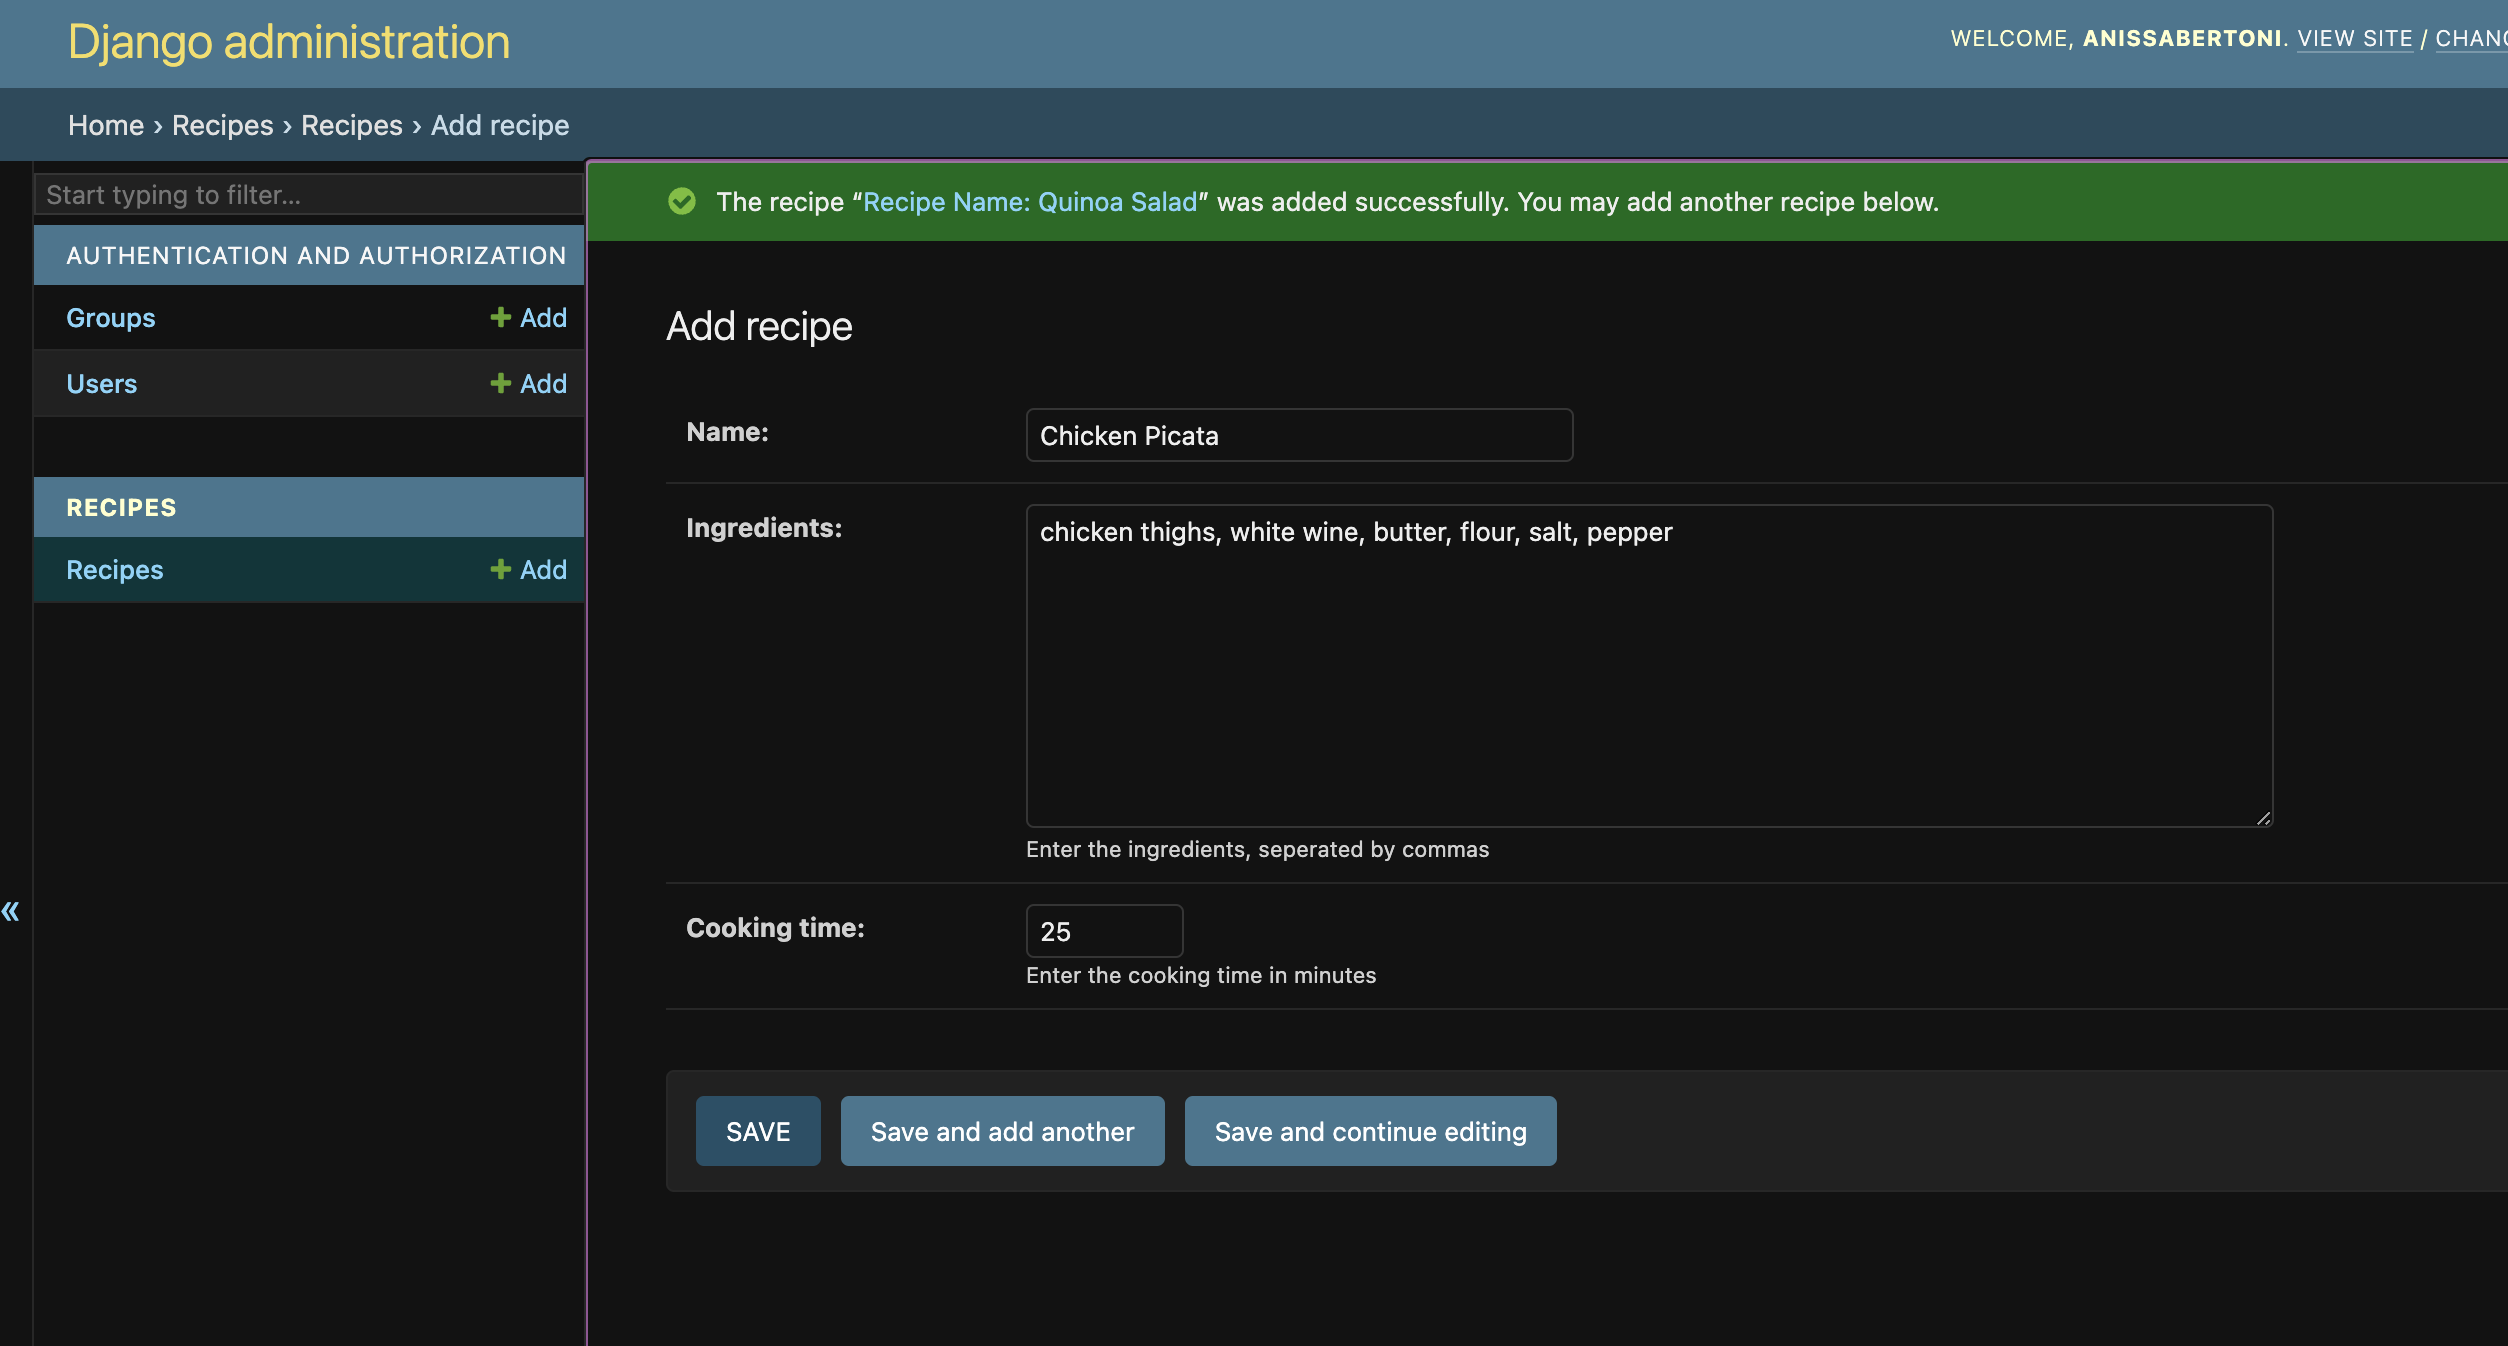 Django administration
WELCOME, ANISSABERTONI. VIEW SITE / CHANG
Home › Recipes › Recipes › Add recipe
Start typing to filter...
AUTHENTICATION AND AUTHORIZATION
Groups + Add
Users + Add
RECIPES
Recipes + Add
«
The recipe “Recipe Name: Quinoa Salad” was added successfully. You may add another recipe below.
Add recipe
Name: Chicken Picata
Ingredients: chicken thighs, white wine, butter, flour, salt, pepper
Enter the ingredients, seperated by commas
Cooking time: 25
Enter the cooking time in minutes
SAVE Save and add another Save and continue editing